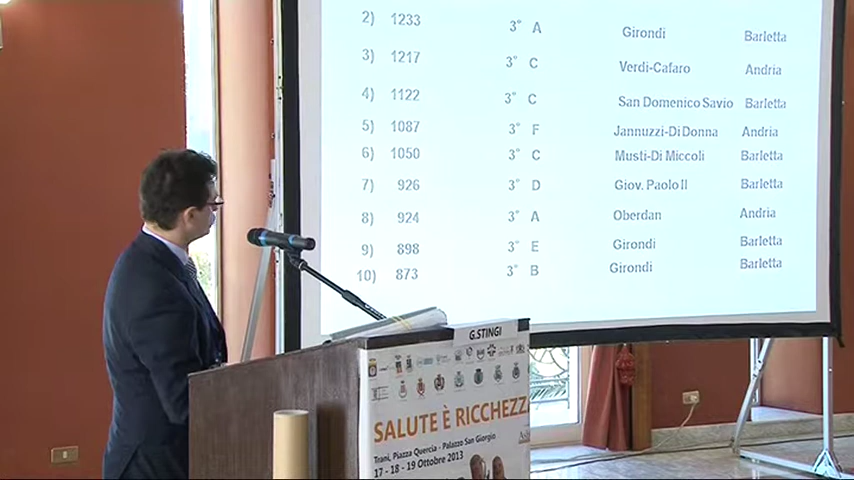 2) 1233 3° A Girondi Barletta
3) 1217 3° C Verdi-Cafaro Andria
4) 1122 3° C San Domenico Savio Barletta
5) 1087 3° F Jannuzzi-Di Donna Andria
6) 1050 3° C Musti-Di Miccoli Barletta
7) 926 3° D Giov. Paolo II Barletta
8) 924 3° A Oberdan Andria
9) 898 3° E Girondi Barletta
10) 873 3° B Girondi Barletta
G.STINGI
SALUTE È RICCHEZZ
Trani, Piazza Quercia - Palazzo San Giorgio
17 - 18 - 19 Ottobre 2013